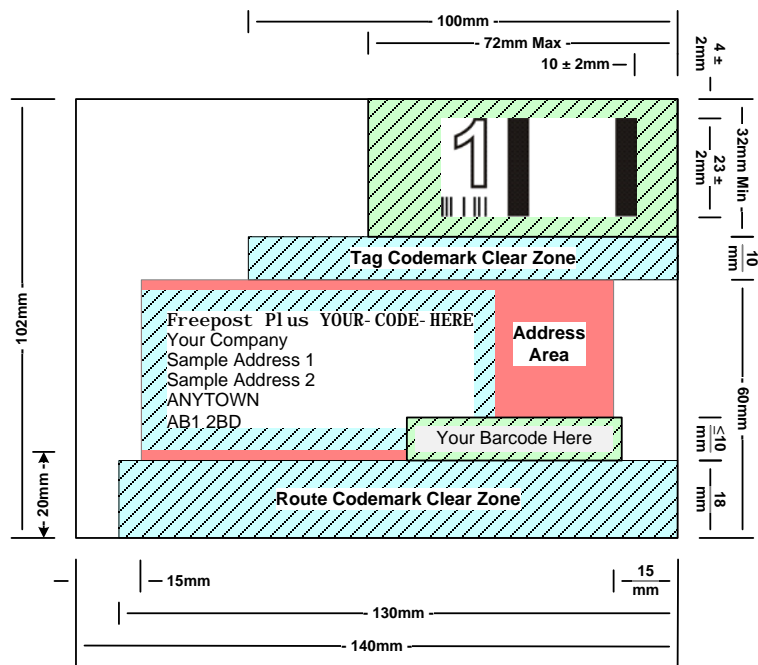 100mm
72mm Max
10 ± 2mm
4 ±
2mm
1
32mm Min
23 ±
2mm
Tag Codemark Clear Zone
10
mm
102mm
Freepost Plus YOUR-CODE-HERE
Your Company
Sample Address 1
Sample Address 2
ANYTOWN
AB1 2BD
Address
Area
60mm
Your Barcode Here
≤10
mm
20mm
Route Codemark Clear Zone
18
mm
15mm
15
mm
130mm
140mm